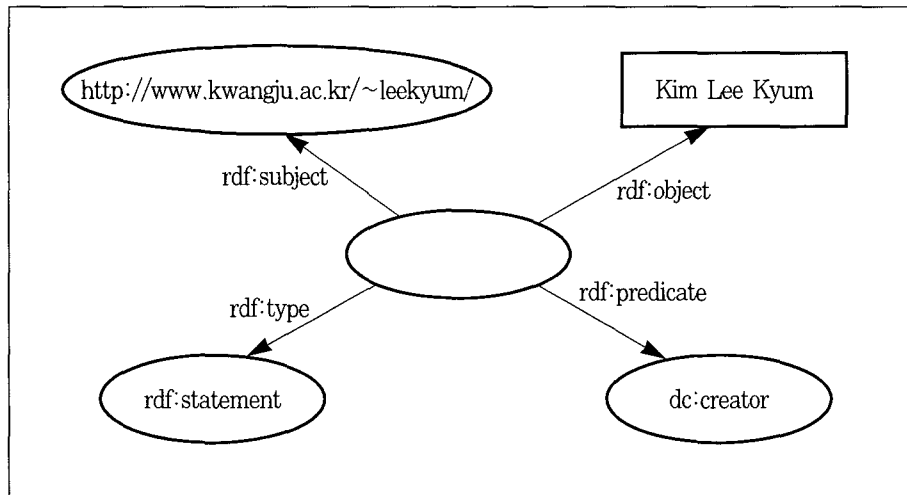 http://www.kwangju.ac.kr/~leekyum/
Kim Lee Kyum
rdf:subject
rdf:object
rdf:type
rdf:predicate
rdf:statement
dc:creator